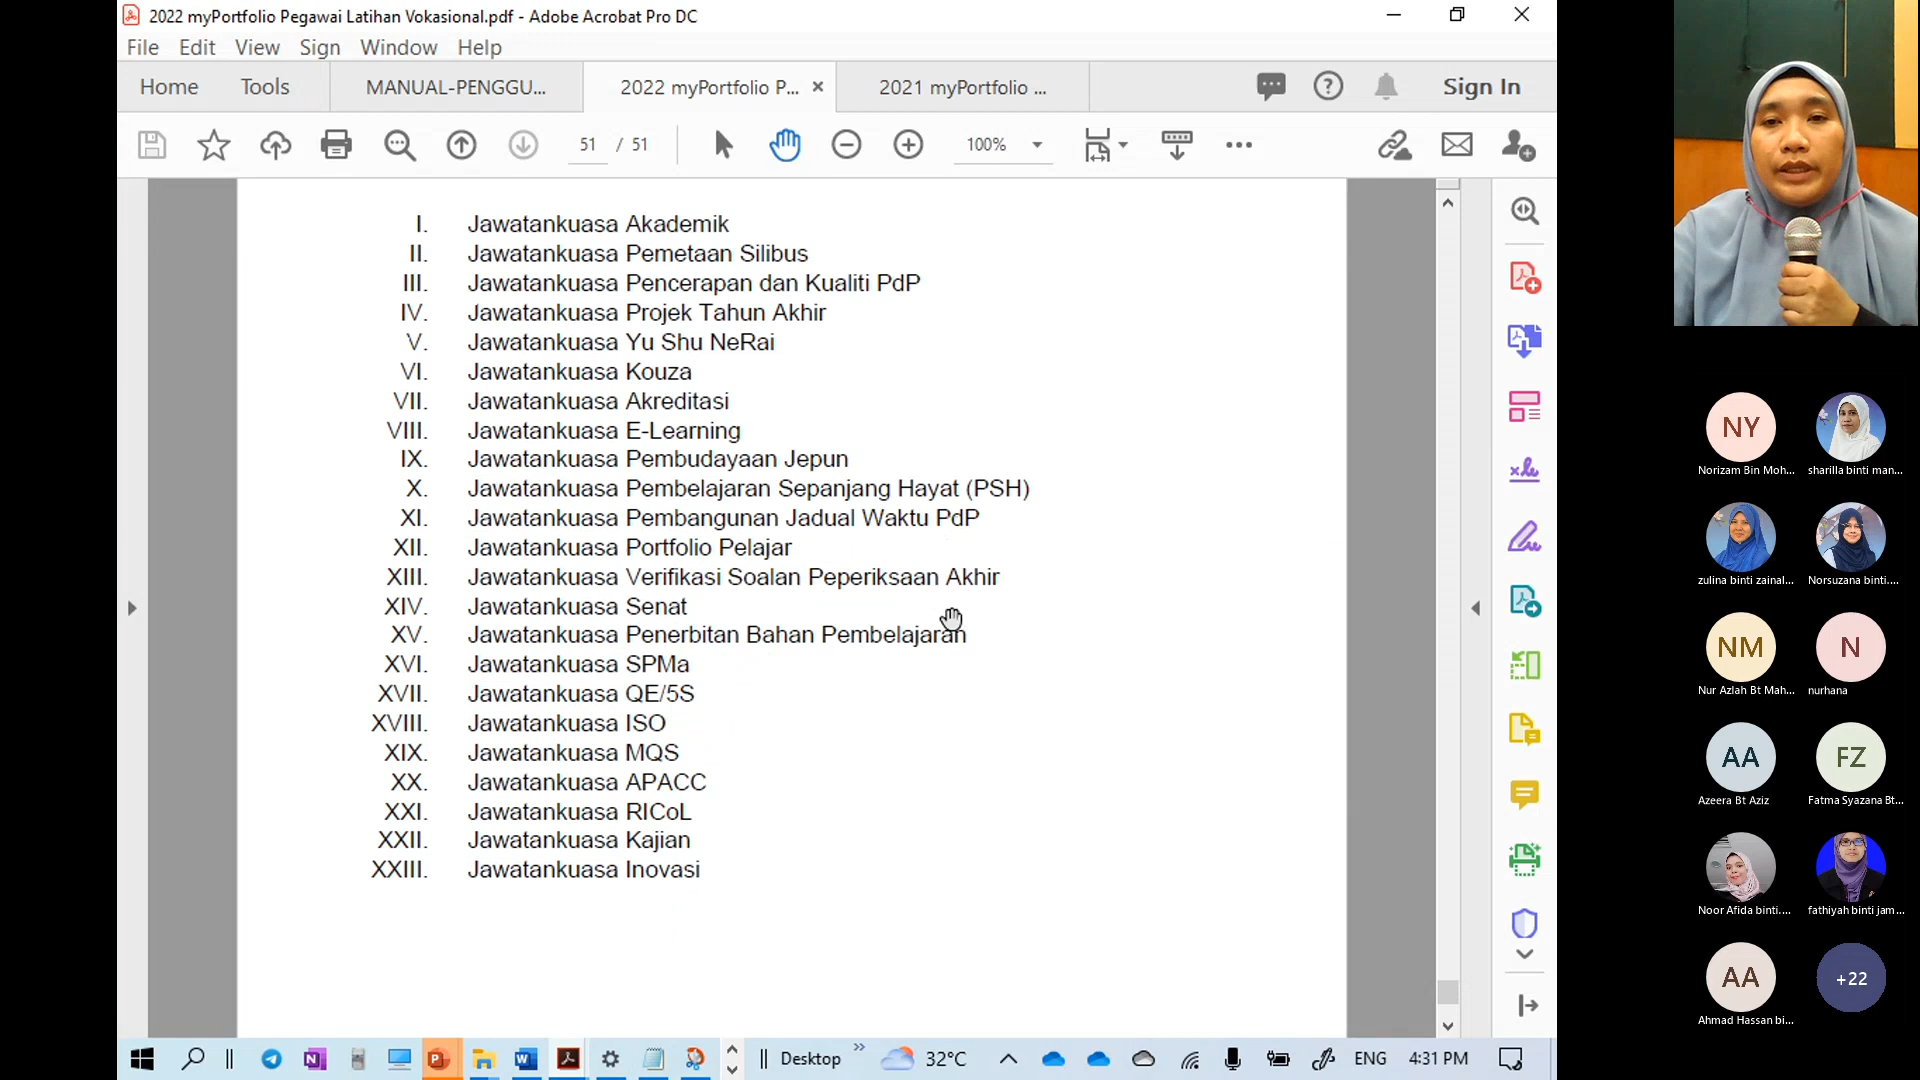 2022 myPortfolio Pegawai Latihan Vokasional.pdf - Adobe Acrobat Pro DC
File Edit View Sign Window Help
Home Tools MANUAL-PENGGU... 2022 myPortfolio P... × 2021 myPortfolio ... Sign In
51 / 51 100%
I. Jawatankuasa Akademik
II. Jawatankuasa Pemetaan Silibus
III. Jawatankuasa Pencerapan dan Kualiti PdP
IV. Jawatankuasa Projek Tahun Akhir
V. Jawatankuasa Yu Shu NeRai
VI. Jawatankuasa Kouza
VII. Jawatankuasa Akreditasi
VIII. Jawatankuasa E-Learning
IX. Jawatankuasa Pembudayaan Jepun
X. Jawatankuasa Pembelajaran Sepanjang Hayat (PSH)
XI. Jawatankuasa Pembangunan Jadual Waktu PdP
XII. Jawatankuasa Portfolio Pelajar
XIII. Jawatankuasa Verifikasi Soalan Peperiksaan Akhir
XIV. Jawatankuasa Senat
XV. Jawatankuasa Penerbitan Bahan Pembelajaran
XVI. Jawatankuasa SPMa
XVII. Jawatankuasa QE/5S
XVIII. Jawatankuasa ISO
XIX. Jawatankuasa MQS
XX. Jawatankuasa APACC
XXI. Jawatankuasa RICoL
XXII. Jawatankuasa Kajian
XXIII. Jawatankuasa Inovasi
NY
Norizam Bin Moh... sharilla binti man...
zulina binti zainal... Norsuzana binti....
NM N
Nur Azlah Bt Mah... nurhana
AA FZ
Azeera Bt Aziz Fatma Syazana Bt...
Noor Afida binti.... fathiyah binti jam...
AA +22
Ahmad Hassan bi...
Desktop 32°C ENG 4:31 PM